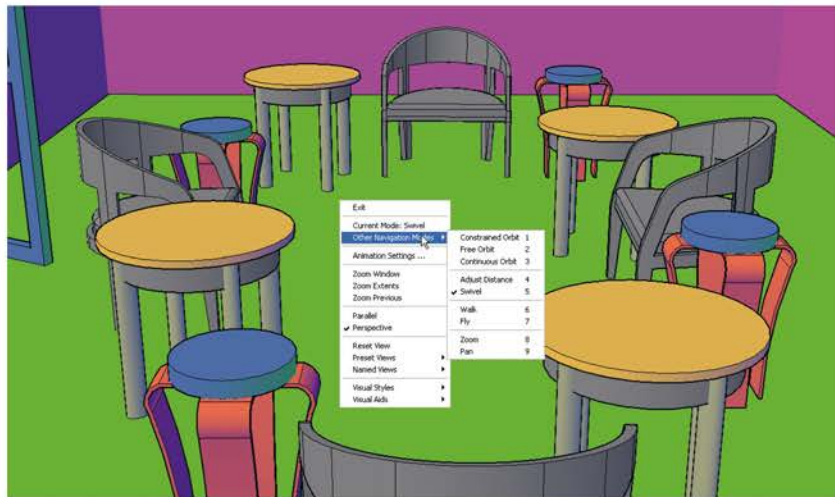 Exit
Current Mode: Swivel
Other Navigation Modes
Animation Settings ...
Zoom Window
Zoom Extents
Zoom Previous
Parallel
Perspective
Reset View
Preset Views
Named Views
Visual Styles
Visual Aids
Constrained Orbit 1
Free Orbit 2
Continuous Orbit 3
Adjust Distance 4
Swivel 5
Walk 6
Fly 7
Zoom 8
Pan 9